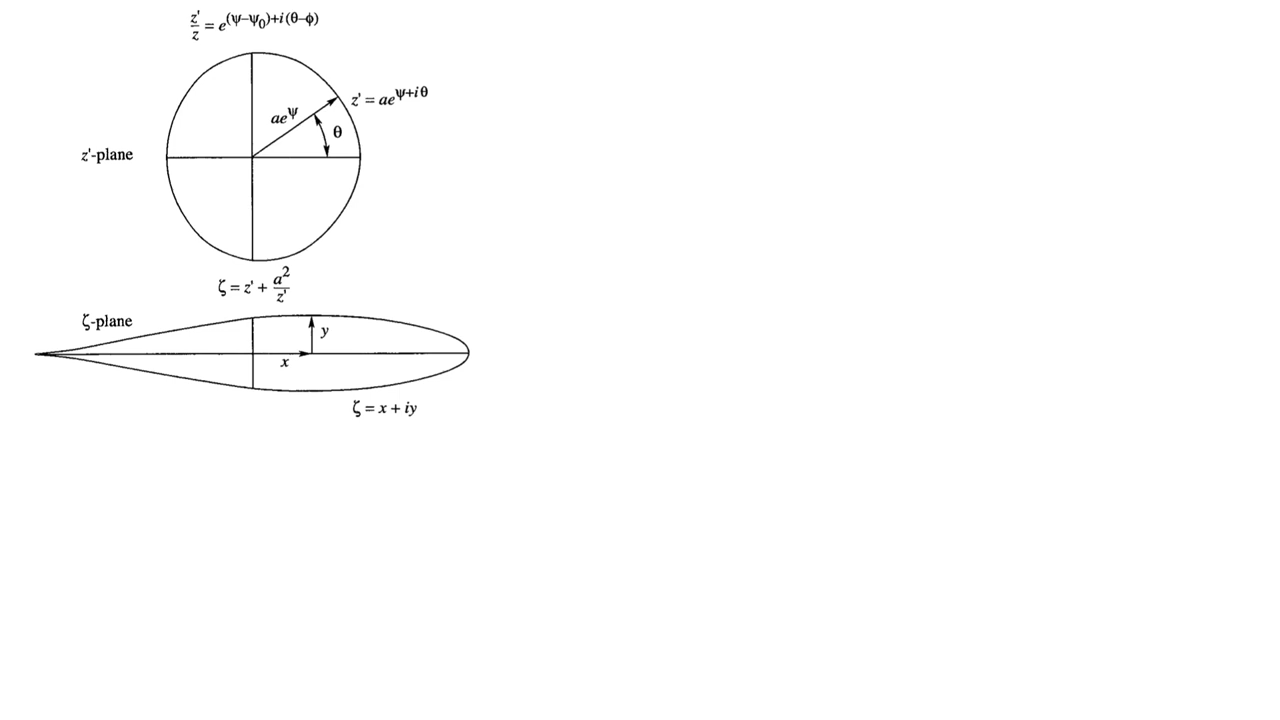 z'/z = e^(ψ–ψ₀)+i(θ–ϕ)
z' = ae^ψ+iθ
ae^ψ
θ
z'-plane
ζ = z' + a²/z'
ζ-plane
y
x
ζ = x + iy